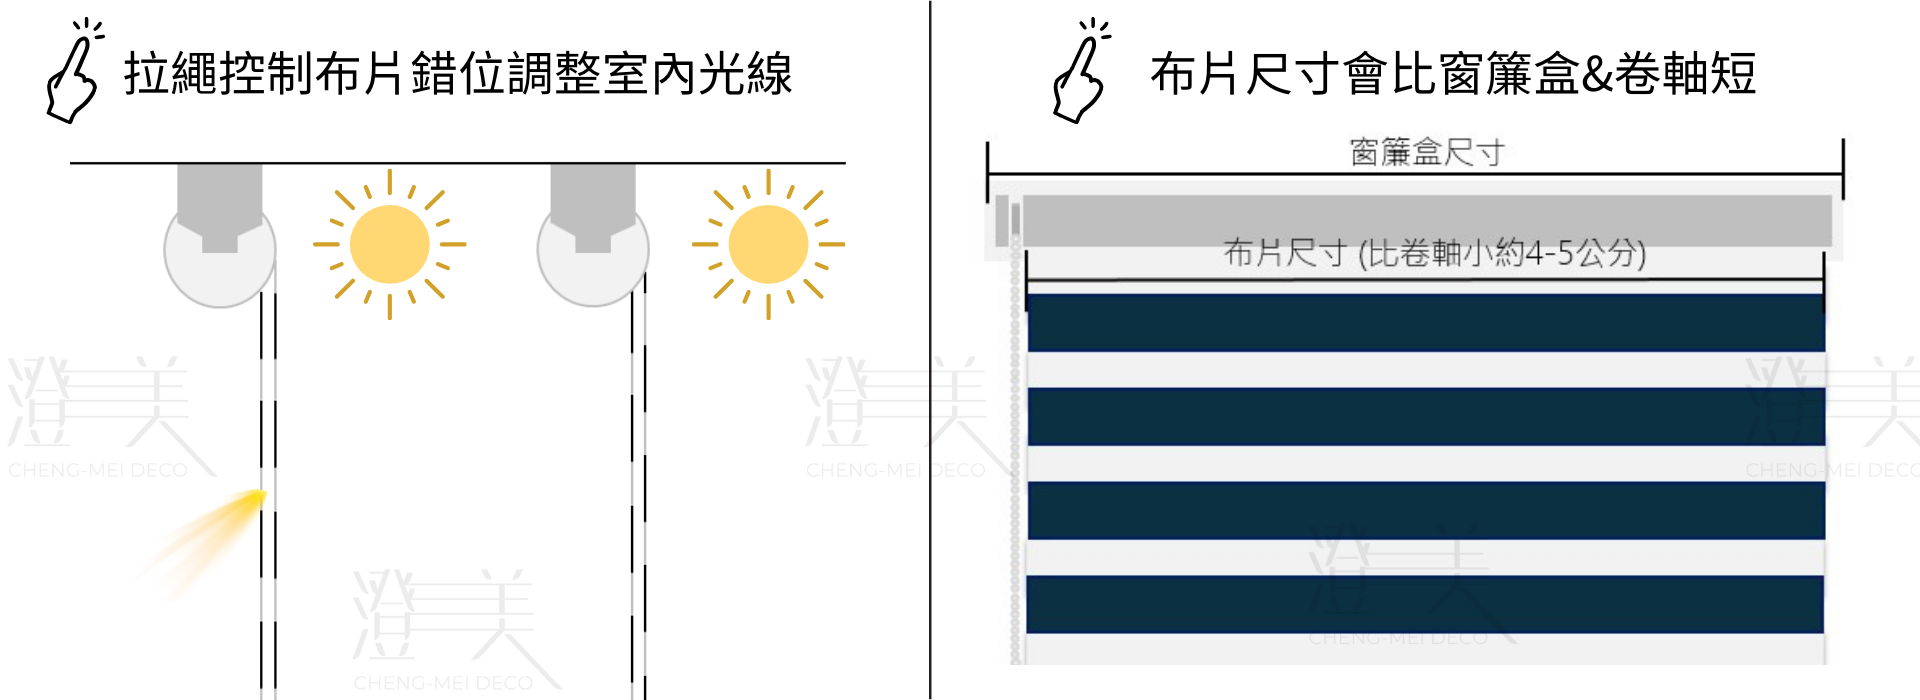 拉繩控制布片錯位調整室內光線
布片尺寸會比窗簾盒&卷軸短
窗簾盒尺寸
布片尺寸 (比卷軸小約4-5公分)
澄美
CHENG-MEI DECO
澄美
CHENG-MEI DECO
澄美
CHENG-MEI DECO
澄美
CHENG-MEI DECO
澄美
CHENG-MEI DECO